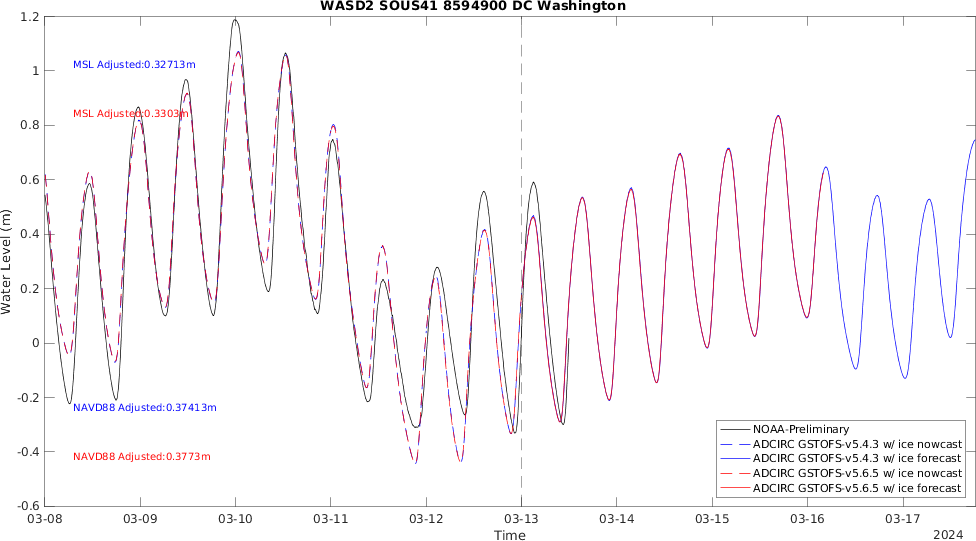 WASD2 SOUS41 8594900 DC Washington
1.2
1
0.8
0.6
0.4
0.2
0
-0.2
-0.4
-0.6
Water Level (m)
MSL Adjusted:0.32713m
MSL Adjusted:0.3303m
NAVD88 Adjusted:0.37413m
NAVD88 Adjusted:0.3773m
NOAA-Preliminary
ADCIRC GSTOFS-v5.4.3 w/ ice nowcast
ADCIRC GSTOFS-v5.4.3 w/ ice forecast
ADCIRC GSTOFS-v5.6.5 w/ ice nowcast
ADCIRC GSTOFS-v5.6.5 w/ ice forecast
03-08 03-09 03-10 03-11 03-12 03-13 03-14 03-15 03-16 03-17
Time
2024